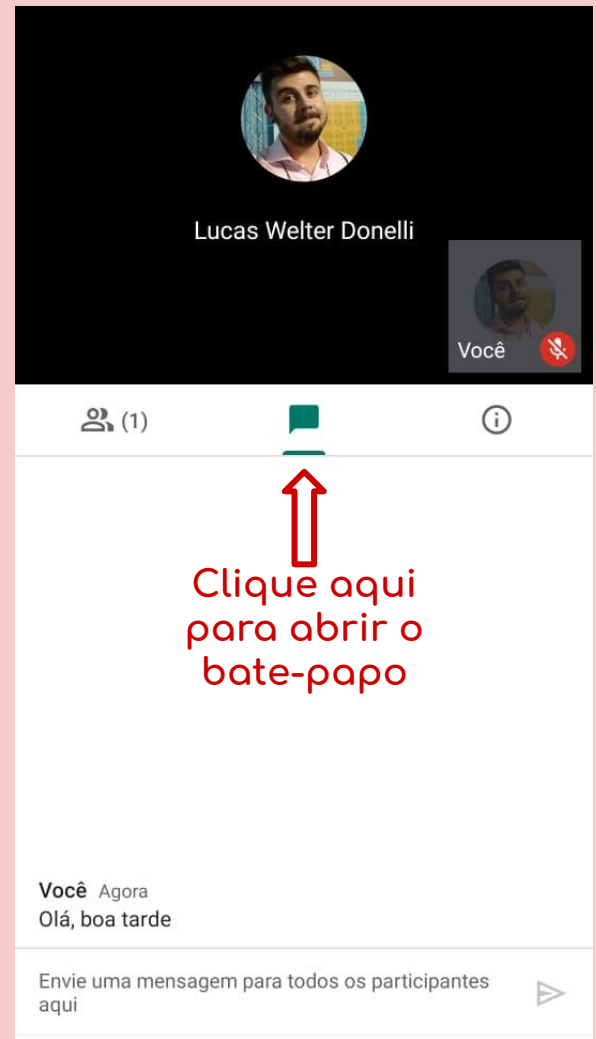 Lucas Welter Donelli
Você
(1)
Clique aqui
para abrir o
bate-papo
Você Agora
Olá, boa tarde
Envie uma mensagem para todos os participantes
aqui